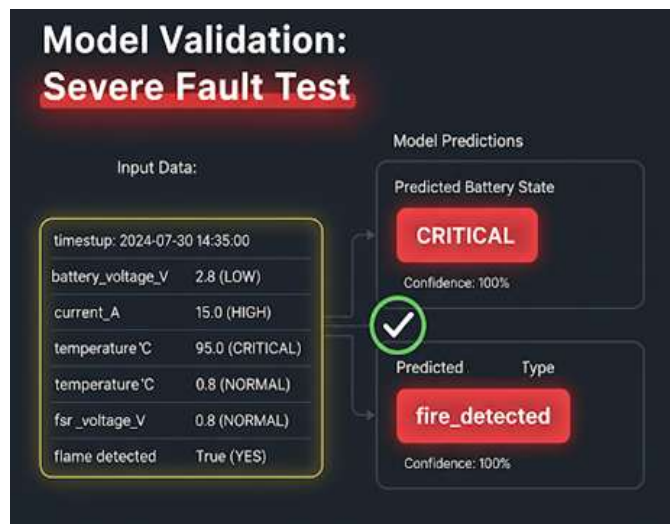 Model Validation:
Severe Fault Test
Input Data:
timestup: 2024-07-30 14:35:00
battery_voltage_V 2.8 (LOW)
current_A 15.0 (HIGH)
temperature °C 95.0 (CRITICAL)
temperature °C 0.8 (NORMAL)
fsr_voltage_V 0.8 (NORMAL)
flame detected True (YES)
Model Predictions
Predicted Battery State
CRITICAL
Confidence: 100%
Predicted Type
fire_detected
Confidence: 100%